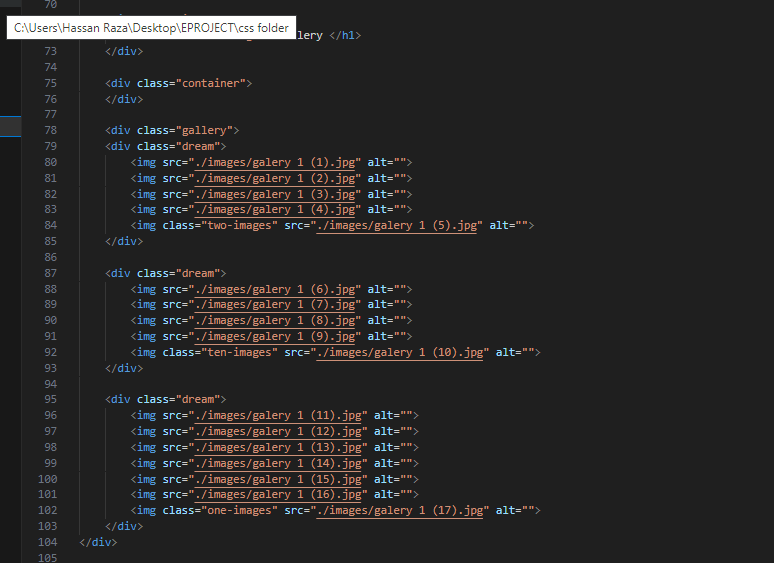 70
C:\Users\Hassan Raza\Desktop\EPROJECT\css folder
llery </h1>
73 </div>
74
75 <div class="container">
76 </div>
77
78 <div class="gallery">
79 <div class="dream">
80 <img src="./images/galery 1 (1).jpg" alt="">
81 <img src="./images/galery 1 (2).jpg" alt="">
82 <img src="./images/galery 1 (3).jpg" alt="">
83 <img src="./images/galery 1 (4).jpg" alt="">
84 <img class="two-images" src="./images/galery 1 (5).jpg" alt="">
85 </div>
86
87 <div class="dream">
88 <img src="./images/galery 1 (6).jpg" alt="">
89 <img src="./images/galery 1 (7).jpg" alt="">
90 <img src="./images/galery 1 (8).jpg" alt="">
91 <img src="./images/galery 1 (9).jpg" alt="">
92 <img class="ten-images" src="./images/galery 1 (10).jpg" alt="">
93 </div>
94
95 <div class="dream">
96 <img src="./images/galery 1 (11).jpg" alt="">
97 <img src="./images/galery 1 (12).jpg" alt="">
98 <img src="./images/galery 1 (13).jpg" alt="">
99 <img src="./images/galery 1 (14).jpg" alt="">
100 <img src="./images/galery 1 (15).jpg" alt="">
101 <img src="./images/galery 1 (16).jpg" alt="">
102 <img class="one-images" src="./images/galery 1 (17).jpg" alt="">
103 </div>
104 </div>
105